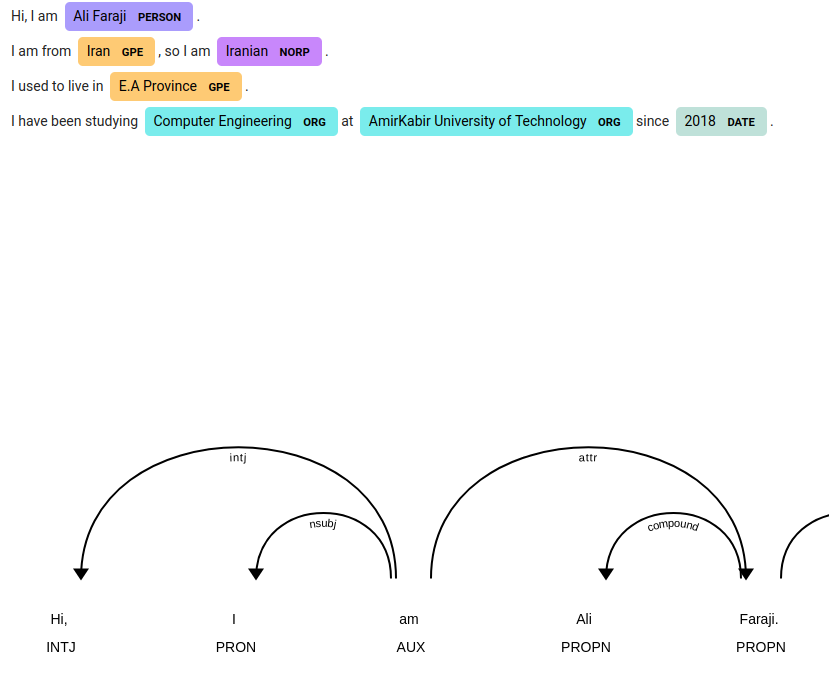 Hi, I am Ali Faraji PERSON .
I am from Iran GPE , so I am Iranian NORP .
I used to live in E.A Province GPE .
I have been studying Computer Engineering ORG at AmirKabir University of Technology ORG since 2018 DATE .
intj attr
nsubj compound
Hi, I am Ali Faraji.
INTJ PRON AUX PROPN PROPN